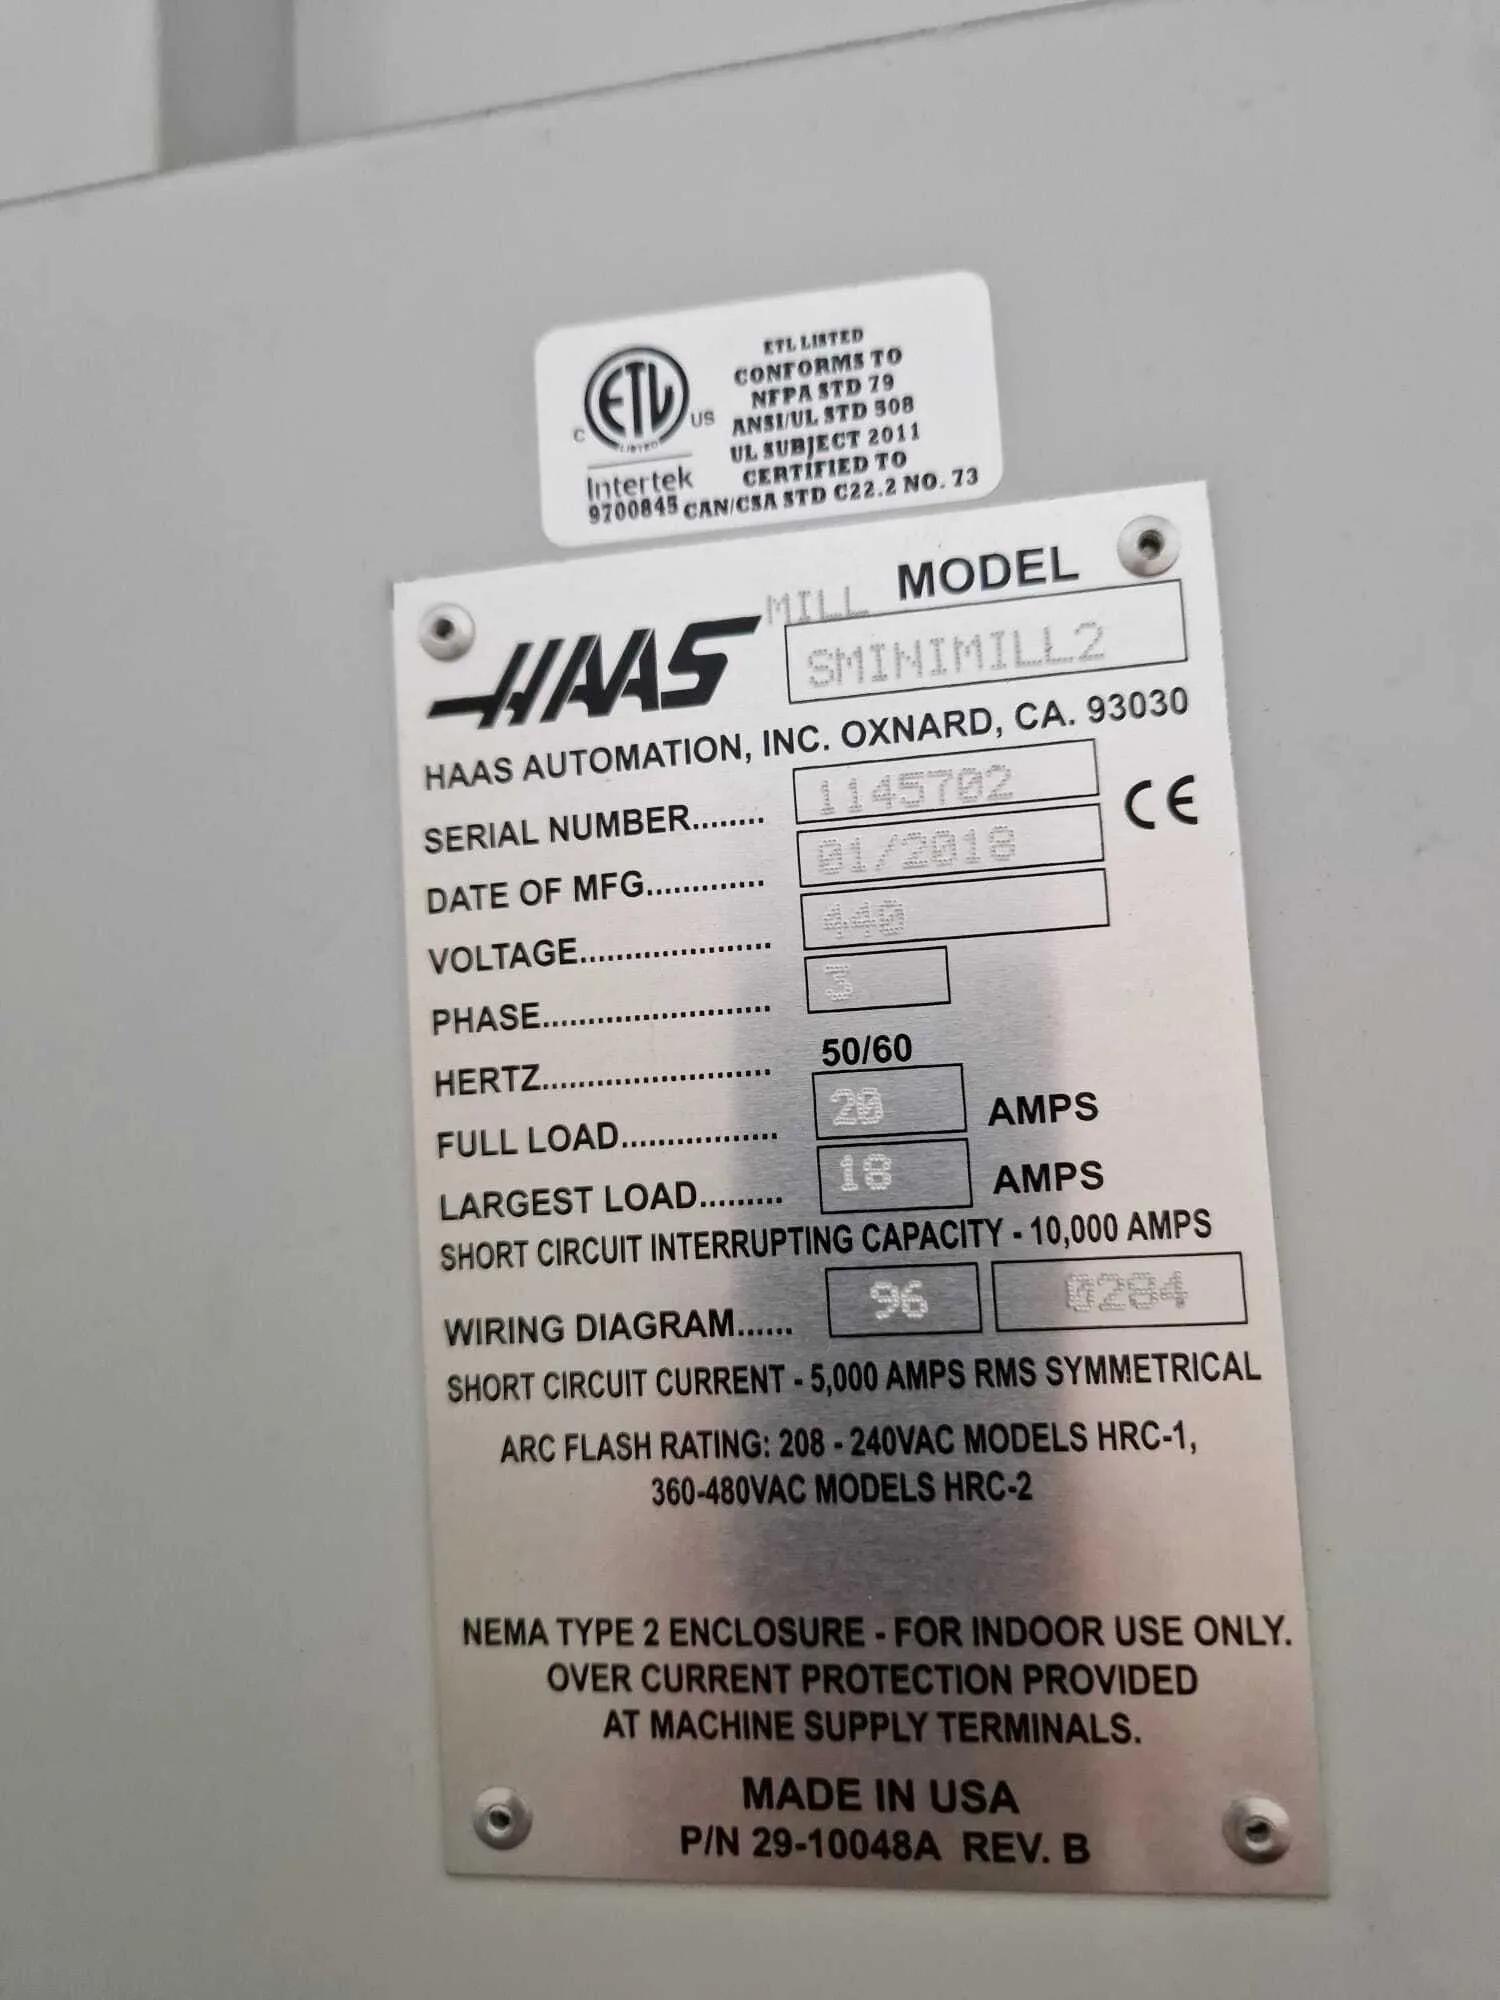 ETL LISTED
CONFORMS TO
NFPA STD 79
ANSI/UL STD 508
UL SUBJECT 2011
CERTIFIED TO
CAN/CSA STD C22.2 NO. 73
C ETL US
LISTED
Intertek
9700845
MILL MODEL
HAAS SMINIMILL2
HAAS AUTOMATION, INC. OXNARD, CA. 93030
SERIAL NUMBER........ 1145702
DATE OF MFG............. 01/2018
CE
VOLTAGE..................... 440
PHASE......................... 3
HERTZ......................... 50/60
FULL LOAD................. 20 AMPS
LARGEST LOAD......... 18 AMPS
SHORT CIRCUIT INTERRUPTING CAPACITY - 10,000 AMPS
WIRING DIAGRAM...... 96 0284
SHORT CIRCUIT CURRENT - 5,000 AMPS RMS SYMMETRICAL
ARC FLASH RATING: 208 - 240VAC MODELS HRC-1,
360-480VAC MODELS HRC-2
NEMA TYPE 2 ENCLOSURE - FOR INDOOR USE ONLY.
OVER CURRENT PROTECTION PROVIDED
AT MACHINE SUPPLY TERMINALS.
MADE IN USA
P/N 29-10048A REV. B